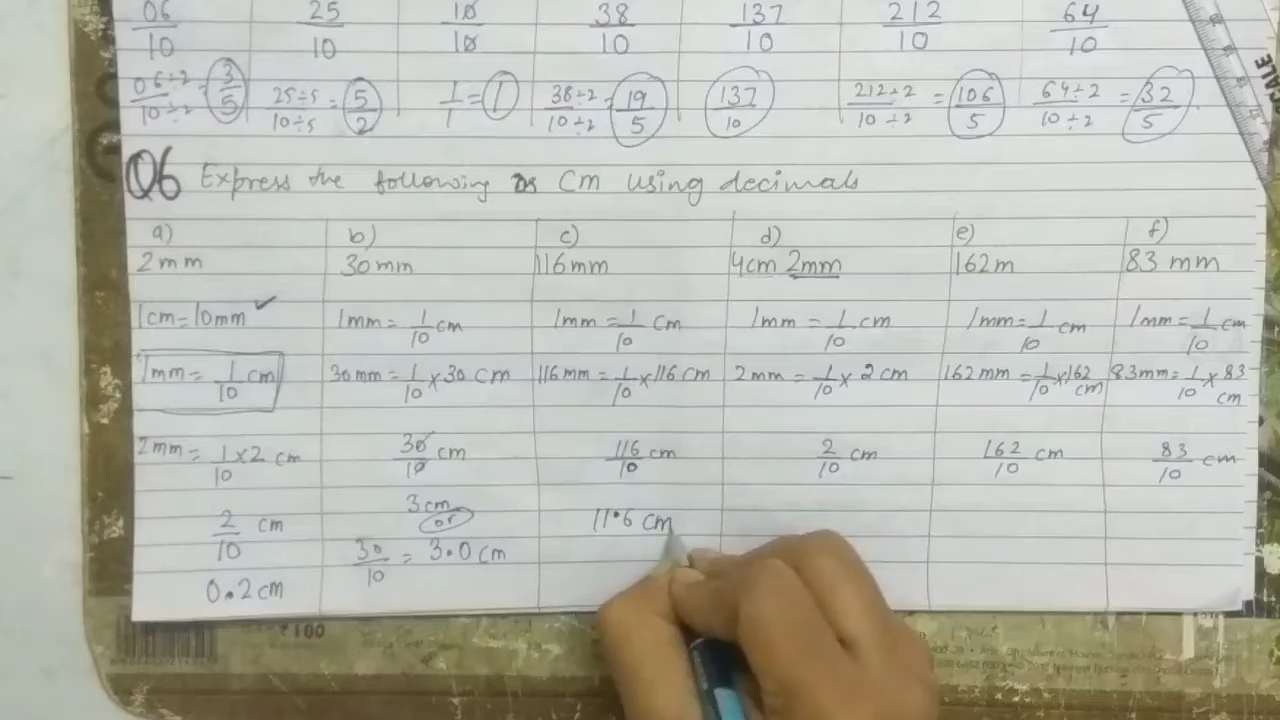 06/10 25/10 10/10 38/10 137/10 212/10 64/10
06÷2/10÷2 = 3/5 25÷5/10÷5 = 5/2 1/1 = 1 38÷2/10÷2 = 19/5 137/10 212÷2/10÷2 = 106/5 64÷2/10÷2 = 32/5
Q6 Express the following as cm using decimals
a) b) c) d) e) f)
2mm 30mm 116mm 4cm 2mm 162m 83 mm
1cm=10mm ✓ 1mm = 1/10 cm 1mm = 1/10 cm 1mm = 1/10 cm 1mm = 1/10 cm 1mm = 1/10 cm
1mm = 1/10 cm 30mm = 1/10 × 30 cm 116mm = 1/10 × 116 cm 2mm = 1/10 × 2 cm 162mm = 1/10 × 162 cm 83mm = 1/10 × 83 cm
2mm = 1/10 × 2 cm 30/10 cm 116/10 cm 2/10 cm 162/10 cm 83/10 cm
3cm
2/10 cm or 11.6 cm
30/10 = 3.0 cm
0.2 cm